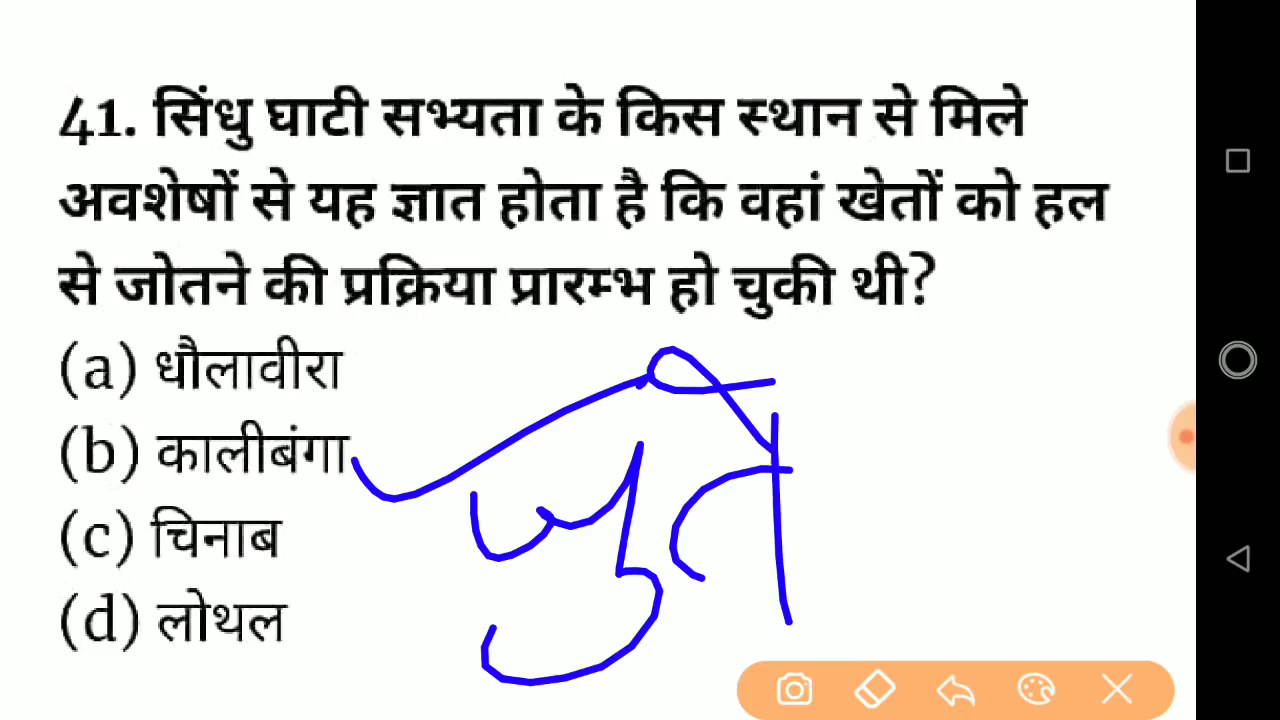 41. सिंधु घाटी सभ्यता के किस स्थान से मिले
अवशेषों से यह ज्ञात होता है कि वहां खेतों को हल
से जोतने की प्रक्रिया प्रारम्भ हो चुकी थी?
(a) धौलावीरा
(b) कालीबंगा
(c) चिनाब
(d) लोथल